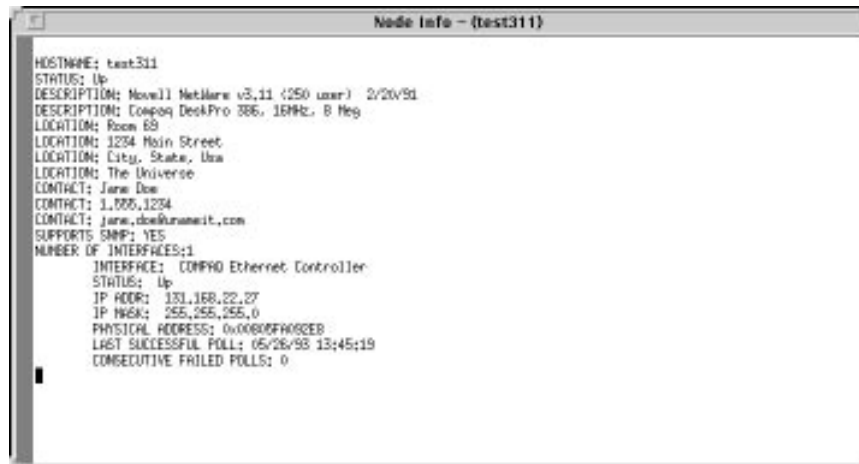 Node Info - (test311)
HOSTNAME: test311
STATUS: Up
DESCRIPTION: Novell NetWare v3.11 (250 user) 2/20/91
DESCRIPTION: Compaq DeskPro 386, 16MHz, 8 Meg
LOCATION: Room 69
LOCATION: 1234 Main Street
LOCATION: City, State, Usa
LOCATION: The Universe
CONTACT: Jane Doe
CONTACT: 1.555.1234
CONTACT: jane.doe@unameit.com
SUPPORTS SNMP: YES
NUMBER OF INTERFACES:1
INTERFACE: COMPAQ Ethernet Controller
STATUS: Up
IP ADDR: 131.168.22.27
IP MASK: 255.255.255.0
PHYSICAL ADDRESS:
LAST SUCCESSFUL POLL: 05/26/93 13:45:19
CONSECUTIVE FAILED POLLS: 0